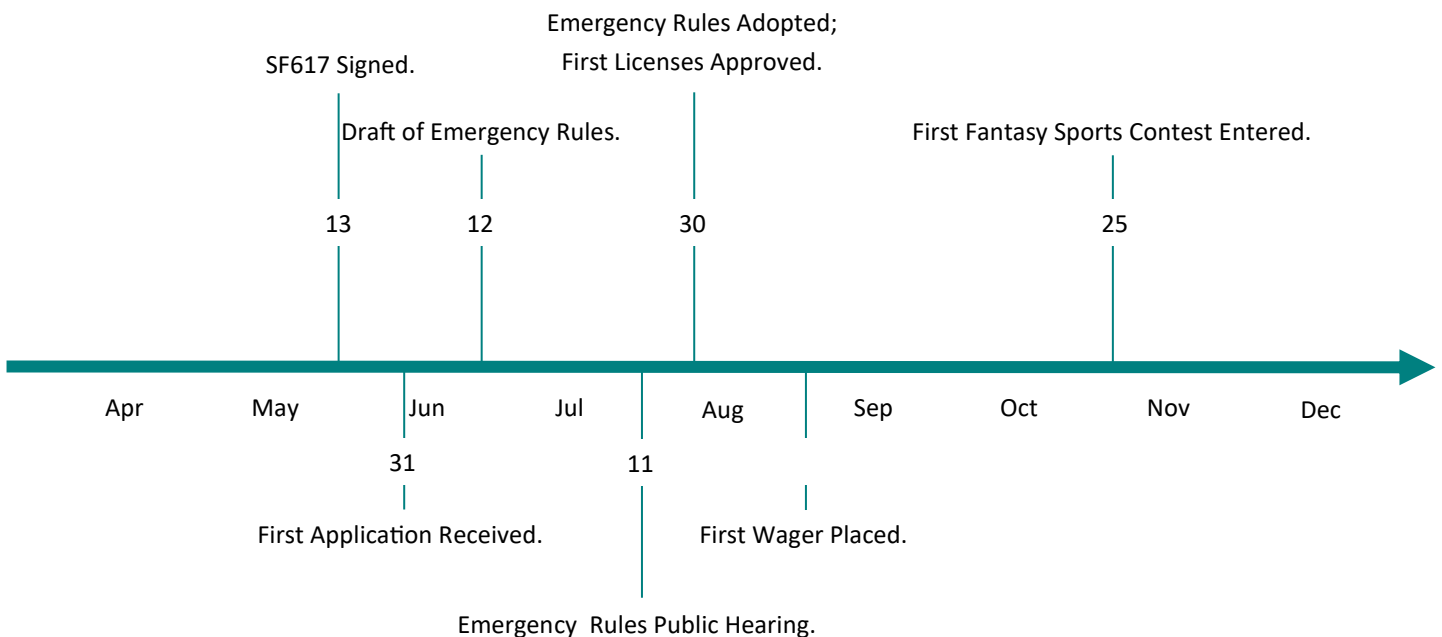 Emergency Rules Adopted;
First Licenses Approved.
SF617 Signed.
Draft of Emergency Rules.
First Fantasy Sports Contest Entered.
13
12
30
25
Apr
May
Jun
Jul
Aug
Sep
Oct
Nov
Dec
31
11
First Application Received.
First Wager Placed.
Emergency Rules Public Hearing.